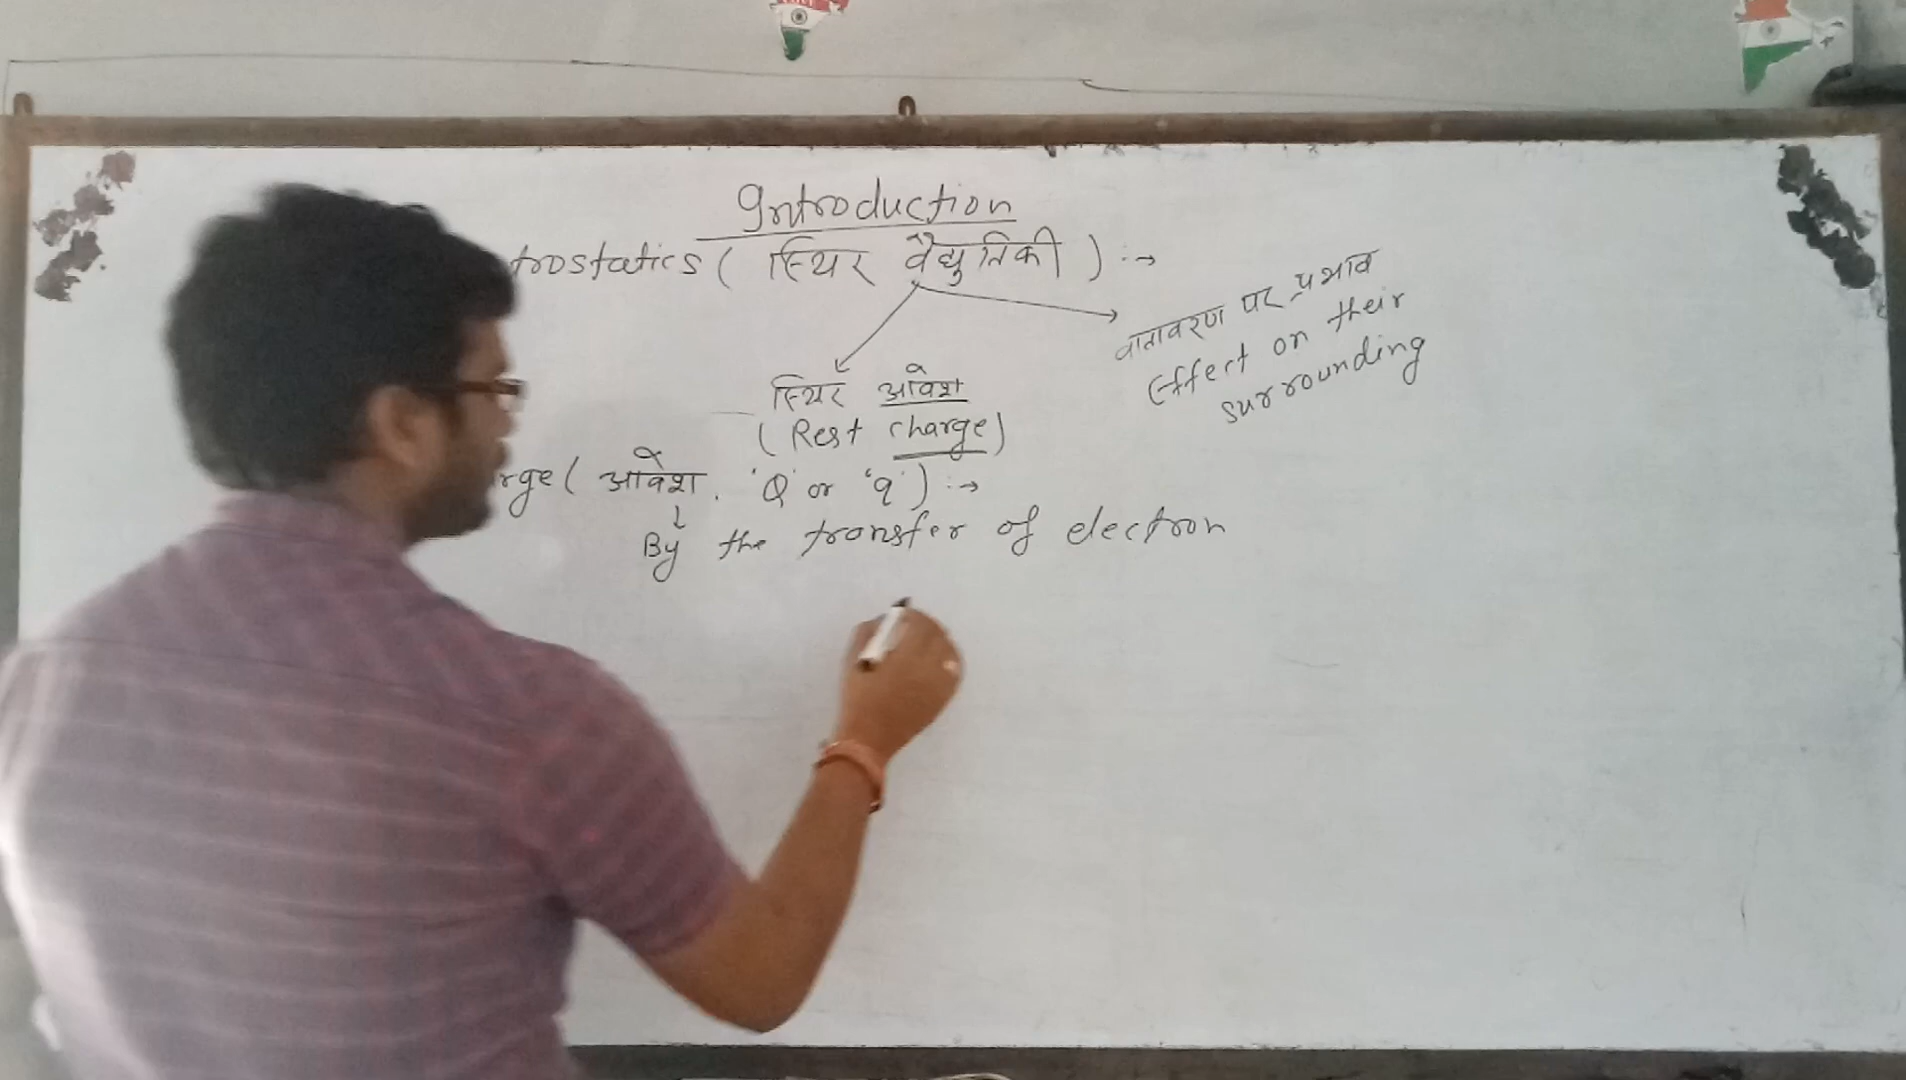 Introduction
trostatics ( स्थिर वैद्युतिकी ) :→
वातावरण पर प्रभाव
Effect on their
surrounding
स्थिर आवेश
( Rest charge )
rge ( आवेश, 'Q' or 'q' ) :→
By the transfer of electron